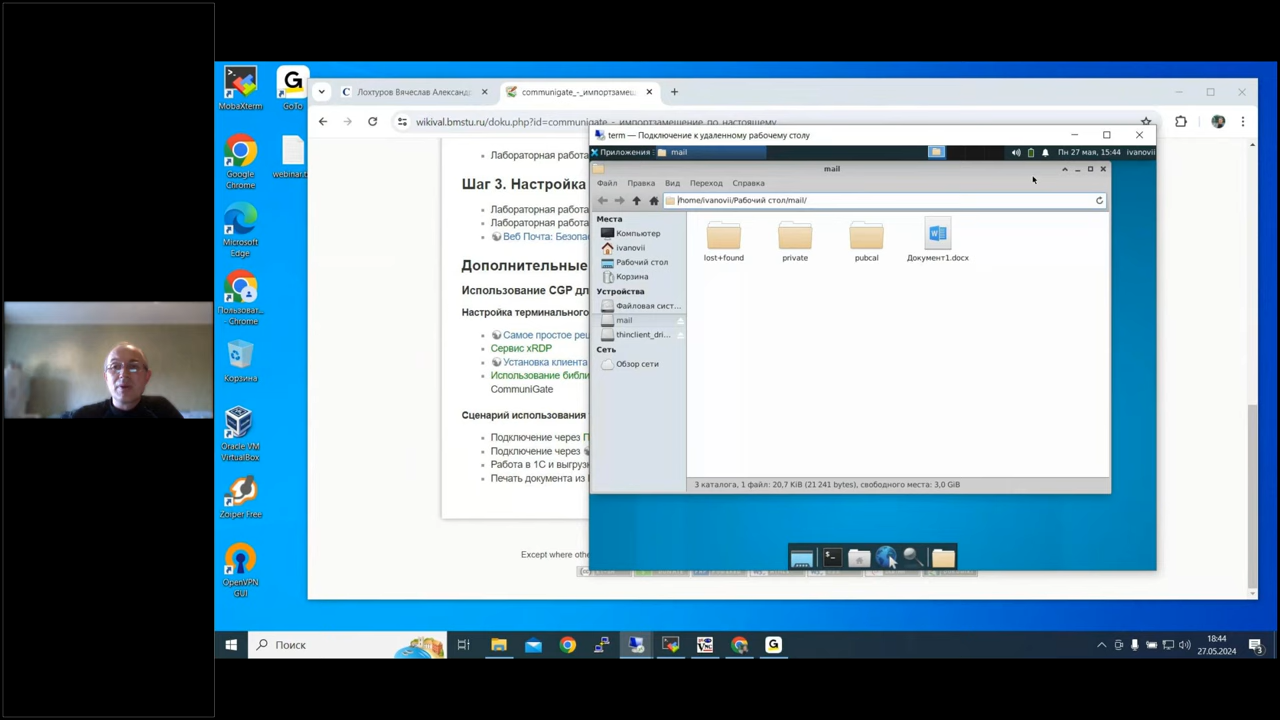 MobaXterm
GoTo
Google Chrome
webinar.t
Microsoft Edge
Пользоват... - Chrome
Корзина
Oracle VM VirtualBox
Zoiper Free
OpenVPN GUI
Лохтуров Вячеслав Александ
communigate_-_импортзамещ
wikival.bmstu.ru/doku.php?id=communigate_-_импортзамещение_по_настоящему
Лабораторная работа
Шаг 3. Настройка
Лабораторная работа
Лабораторная работа
Веб Почта: Безопас
Дополнительные
Использование CGP дл
Настройка терминального
Самое простое реш
Сервис xRDP
Установка клиента
Использование библи
CommuniGate
Сценарий использования
Подключение через П
Подключение через
Работа в 1С и выгруз
Печать документа из
Except where othe
term — Подключение к удаленному рабочему столу
Приложения
mail
Пн 27 мая, 15:44
ivanovii
mail
Файл Правка Вид Переход Справка
/home/ivanovii/Рабочий стол/mail/
Места
Компьютер
ivanovii
Рабочий стол
Корзина
Устройства
Файловая сист...
mail
thinclient_dri...
Сеть
Обзор сети
lost+found
private
pubcal
Документ1.docx
3 каталога, 1 файл: 20,7 KiB (21 241 bytes), свободного места: 3,0 GiB
Поиск
18:44
27.05.2024
3